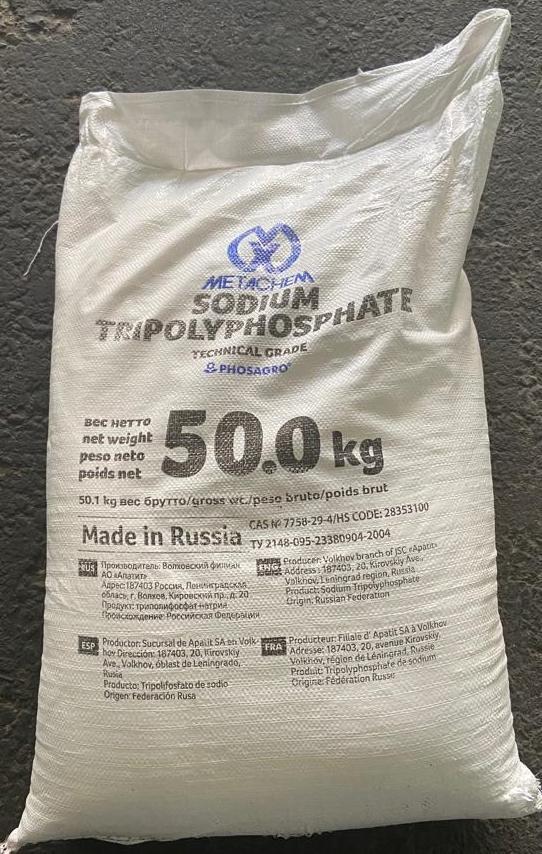 METACHEM
SODIUM
TRIPOLYPHOSPHATE
TECHNICAL GRADE
PHOSAGRO®
вес нетто
net weight
peso neto
poids net
50.0 kg
50.1 kg вес брутто/gross wt./peso bruto/poids brut
Made in Russia
CAS № 7758-29-4/HS CODE: 28353100
ТУ 2148-095-23380904-2004
RUS
Производитель: Волховский филиал
АО «Апатит»
Адрес:187403 Россия, Ленинградская
область, г. Волхов, Кировский пр., д. 20
Продукт: триполифосфат натрия
Происхождение: Российская Федерация
ENG
Producer: Volkhov branch of JSC «Apatit»
Address: 187403, 20, Kirovskiy Ave.,
Volkhov, Leningrad region, Russia
Product: Sodium Tripolyphosphate
Origin: Russian Federation
ESP
Productor: Sucursal de Apatit SA en Volk-
hov Dirección: 187403, 20, Kirovskiy
Ave., Volkhov, óblast de Leningrado,
Rusia
Producto: Tripolifosfato de sodio
Origen: Federación Rusa
FRA
Producteur: Filiale d' Apatit SA à Volkhov
Adresse: 187403, 20, avenue Kirovskiy,
Volkhov, région de Léningrad, Russie
Produit: Tripolyphosphate de sodium
Origine: Fédération Russe